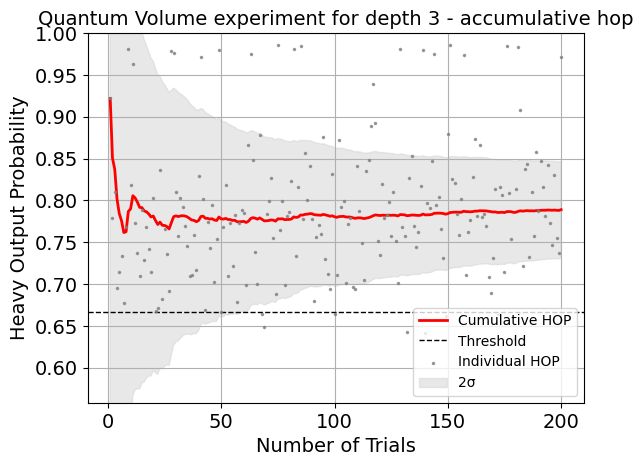 Quantum Volume experiment for depth 3 - accumulative hop
1.00
0.95
0.90
0.85
0.80
0.75
0.70
0.65
0.60
Heavy Output Probability
Cumulative HOP
Threshold
Individual HOP
2σ
0
50
100
150
200
Number of Trials